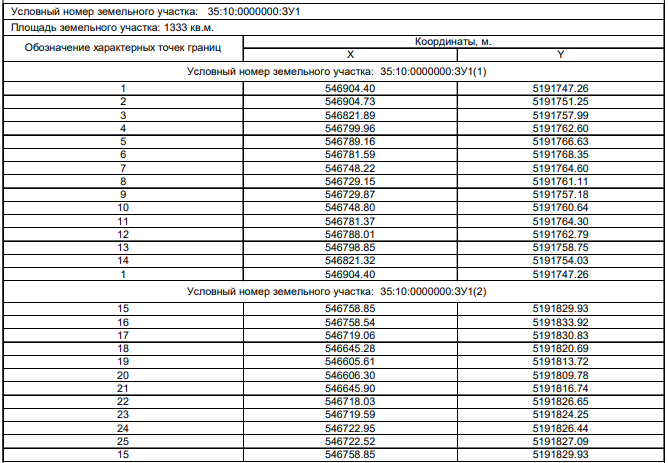 Условный номер земельного участка: 35:10:0000000:ЗУ1
Площадь земельного участка: 1333 кв.м.
Обозначение характерных точек границ Координаты, м.
X Y
Условный номер земельного участка: 35:10:0000000:ЗУ1(1)
1 546904.40 5191747.26
2 546904.73 5191751.25
3 546821.89 5191757.99
4 546799.96 5191762.60
5 546789.16 5191766.63
6 546781.59 5191768.35
7 546748.22 5191764.60
8 546729.15 5191761.11
9 546729.87 5191757.18
10 546748.80 5191760.64
11 546781.37 5191764.30
12 546788.01 5191762.79
13 546798.85 5191758.75
14 546821.32 5191754.03
1 546904.40 5191747.26
Условный номер земельного участка: 35:10:0000000:ЗУ1(2)
15 546758.85 5191829.93
16 546758.54 5191833.92
17 546719.06 5191830.83
18 546645.28 5191820.69
19 546605.61 5191813.72
20 546606.30 5191809.78
21 546645.90 5191816.74
22 546718.03 5191826.65
23 546719.59 5191824.25
24 546722.95 5191826.44
25 546722.52 5191827.09
15 546758.85 5191829.93